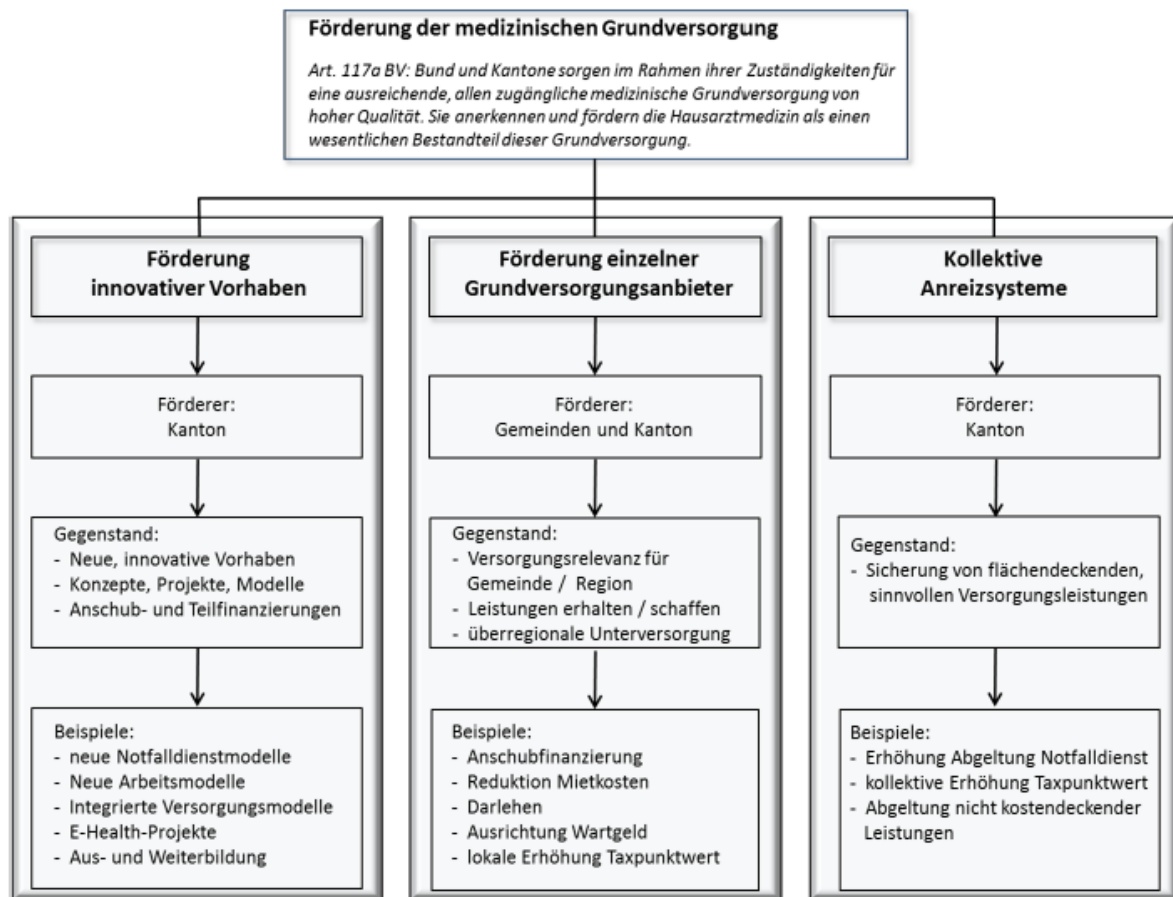 Förderung der medizinischen Grundversorgung
Art. 117a BV: Bund und Kantone sorgen im Rahmen ihrer Zuständigkeiten für
eine ausreichende, allen zugängliche medizinische Grundversorgung von
hoher Qualität. Sie anerkennen und fördern die Hausarztmedizin als einen
wesentlichen Bestandteil dieser Grundversorgung.
Förderung
innovativer Vorhaben
Förderer:
Kanton
Gegenstand:
- Neue, innovative Vorhaben
- Konzepte, Projekte, Modelle
- Anschub- und Teilfinanzierungen
Beispiele:
- neue Notfalldienstmodelle
- Neue Arbeitsmodelle
- Integrierte Versorgungsmodelle
- E-Health-Projekte
- Aus- und Weiterbildung
Förderung einzelner
Grundversorgungsanbieter
Förderer:
Gemeinden und Kanton
Gegenstand:
- Versorgungsrelevanz für
Gemeinde / Region
- Leistungen erhalten / schaffen
- überregionale Unterversorgung
Beispiele:
- Anschubfinanzierung
- Reduktion Mietkosten
- Darlehen
- Ausrichtung Wartgeld
- lokale Erhöhung Taxpunktwert
Kollektive
Anreizsysteme
Förderer:
Kanton
Gegenstand:
- Sicherung von flächendeckenden,
sinnvollen Versorgungsleistungen
Beispiele:
- Erhöhung Abgeltung Notfalldienst
- kollektive Erhöhung Taxpunktwert
- Abgeltung nicht kostendeckender
Leistungen